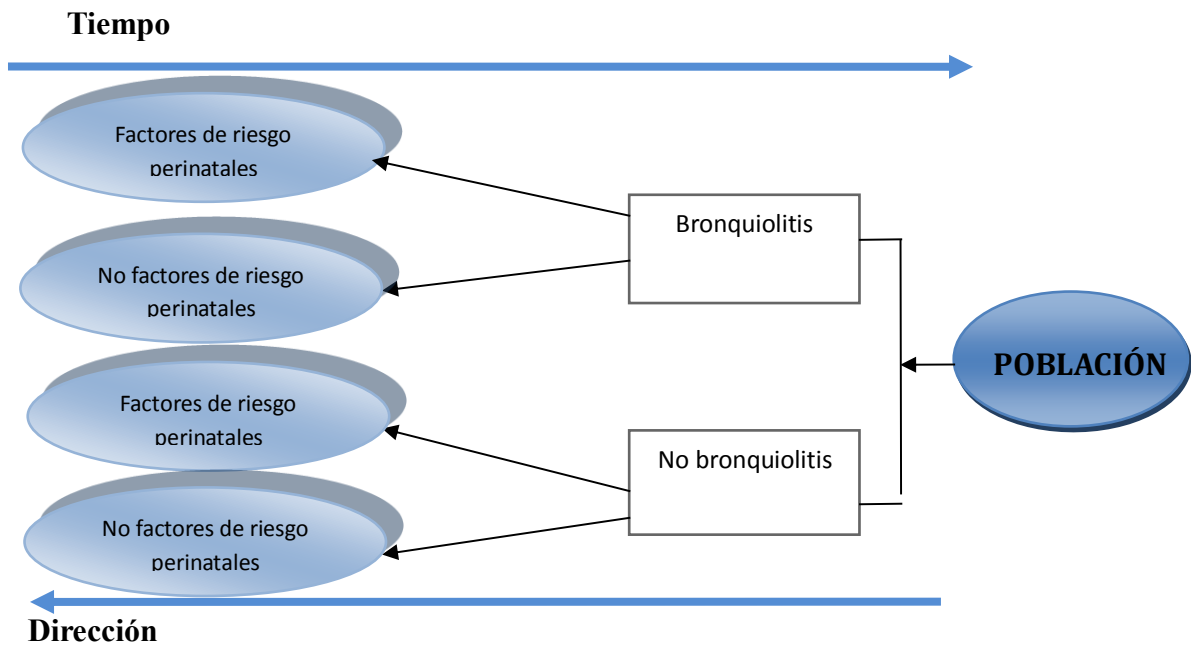 Tiempo
Factores de riesgo
perinatales
Bronquiolitis
No factores de riesgo
perinatales
POBLACIÓN
Factores de riesgo
perinatales
No bronquiolitis
No factores de riesgo
perinatales
Dirección